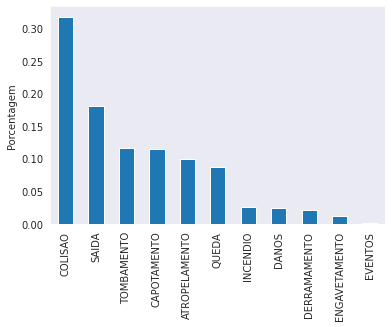 Porcentagem
0.30
0.25
0.20
0.15
0.10
0.05
0.00
COLISAO
SAIDA
TOMBAMENTO
CAPOTAMENTO
ATROPELAMENTO
QUEDA
INCENDIO
DANOS
DERRAMAMENTO
ENGAVETAMENTO
EVENTOS